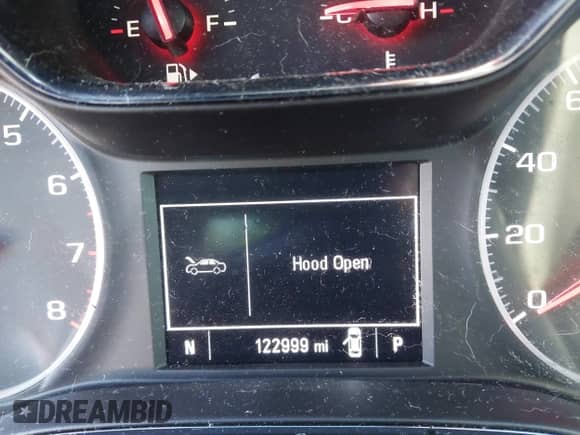 E F
C H
5
6
7
8
60
40
20
0
Hood Open
N 122999 mi P
DREAMBID